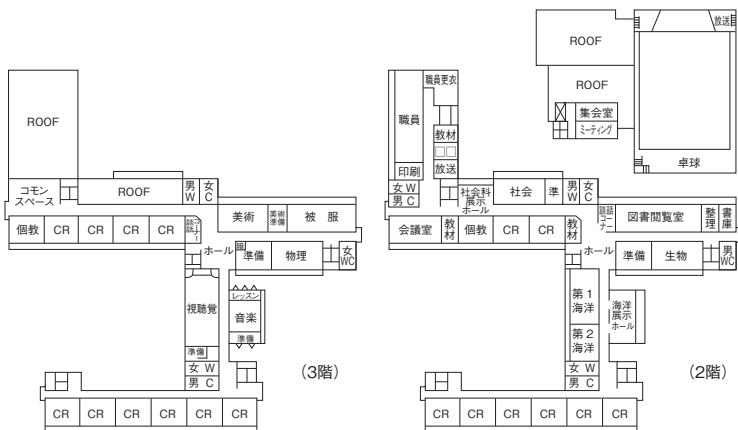 ROOF
コモン
スペース
ROOF
男
W
女
C
個教
CR
CR
CR
CR
美術
美術
準備
被 服
ホール
準備
物理
女
WC
視聴覚
準備
女 W
男 C
レッスン
音楽
準備
(3階)
CR
CR
CR
CR
CR
CR
ROOF
放送
ROOF
集会室
ミーティング
卓球
職員更衣
職員
教材
放送
印刷
女 W
男 C
社会科
展示
ホール
社会
準
男
W
女
C
会議室
教
材
個教
CR
CR
教
材
談話
コー
ナー
図書閲覧室
整
理
書
庫
ホール
準備
生物
男
WC
第1
海洋
第2
海洋
海洋
展示
ホール
女 W
男 C
(2階)
CR
CR
CR
CR
CR
CR